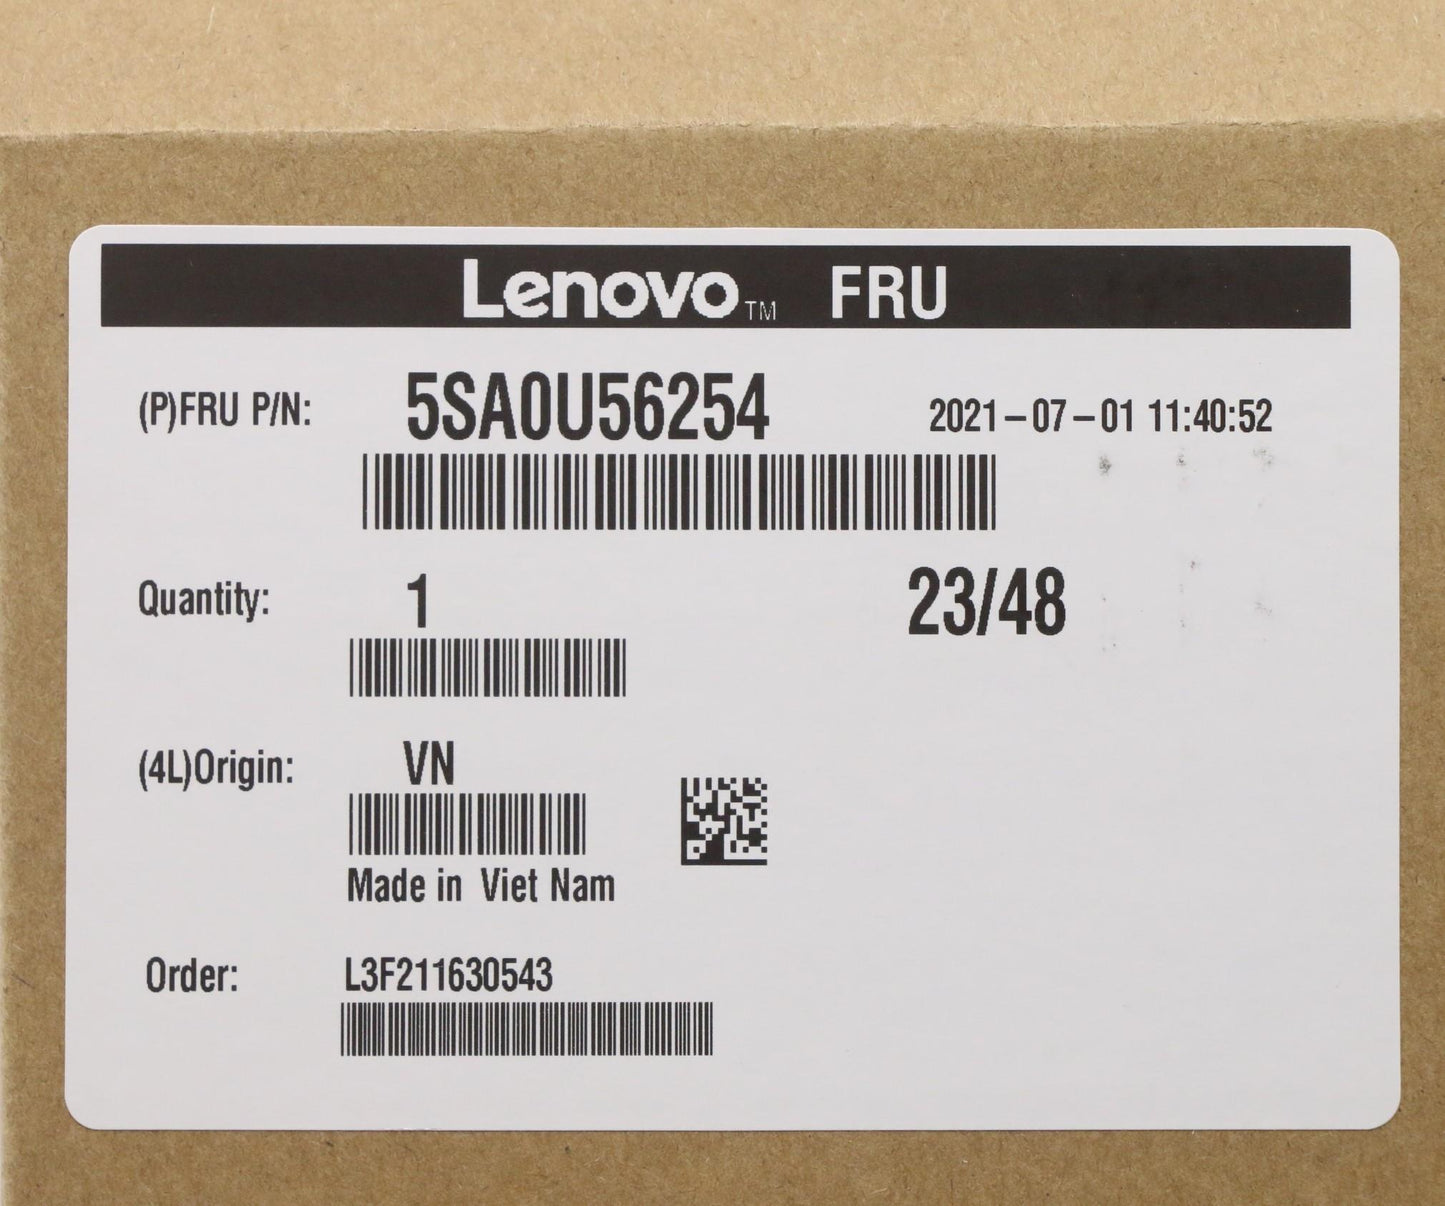 Lenovo™ FRU
(P)FRU P/N: 5SA0U56254 2021-07-01 11:40:52
Quantity: 1 23/48
(4L)Origin: VN
Made in Viet Nam
Order: L3F211630543